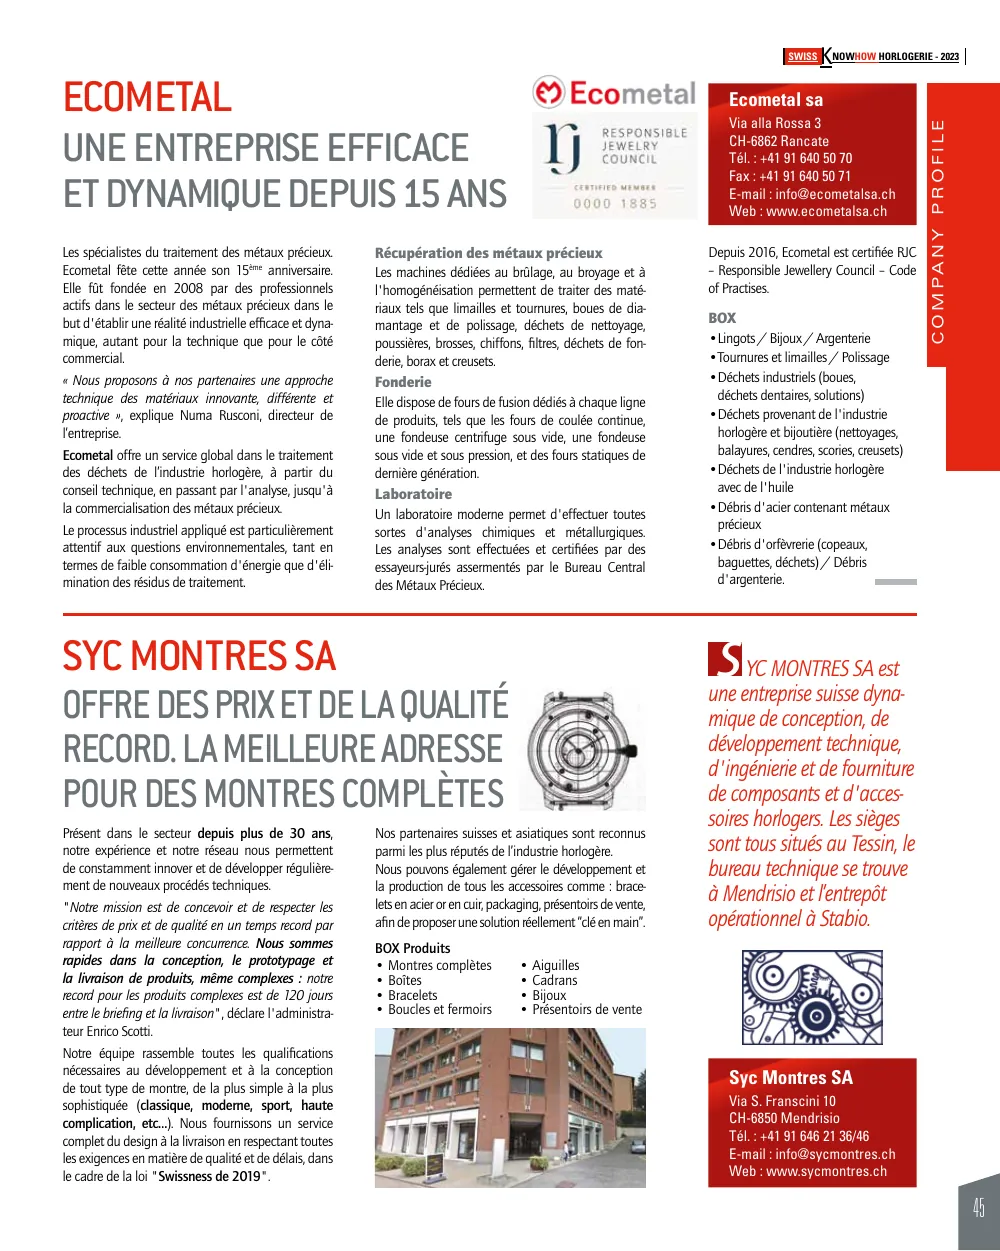 SWISS KNOWHOW HORLOGERIE - 2023
ECOMETAL
UNE ENTREPRISE EFFICACE
ET DYNAMIQUE DEPUIS 15 ANS
Ecometal
rj RESPONSIBLE
JEWELRY
COUNCIL
CERTIFIED MEMBER
0000 1885
Ecometal sa
Via alla Rossa 3
CH-6862 Rancate
Tél. : +41 91 640 50 70
Fax : +41 91 640 50 71
E-mail : info@ecometalsa.ch
Web : www.ecometalsa.ch
COMPANY PROFILE
Les spécialistes du traitement des métaux précieux.
Ecometal fête cette année son 15ème anniversaire.
Elle fût fondée en 2008 par des professionnels
actifs dans le secteur des métaux précieux dans le
but d'établir une réalité industrielle efficace et dyna-
mique, autant pour la technique que pour le côté
commercial.
« Nous proposons à nos partenaires une approche
technique des matériaux innovante, différente et
proactive », explique Numa Rusconi, directeur de
l'entreprise.
Ecometal offre un service global dans le traitement
des déchets de l'industrie horlogère, à partir du
conseil technique, en passant par l'analyse, jusqu'à
la commercialisation des métaux précieux.
Le processus industriel appliqué est particulièrement
attentif aux questions environnementales, tant en
termes de faible consommation d'énergie que d'éli-
mination des résidus de traitement.
Récupération des métaux précieux
Les machines dédiées au brûlage, au broyage et à
l'homogénéisation permettent de traiter des maté-
riaux tels que limailles et tournures, boues de dia-
mantage et de polissage, déchets de nettoyage,
poussières, brosses, chiffons, filtres, déchets de fon-
derie, borax et creusets.
Fonderie
Elle dispose de fours de fusion dédiés à chaque ligne
de produits, tels que les fours de coulée continue,
une fondeuse centrifuge sous vide, une fondeuse
sous vide et sous pression, et des fours statiques de
dernière génération.
Laboratoire
Un laboratoire moderne permet d'effectuer toutes
sortes d'analyses chimiques et métallurgiques.
Les analyses sont effectuées et certifiées par des
essayeurs-jurés assermentés par le Bureau Central
des Métaux Précieux.
Depuis 2016, Ecometal est certifiée RJC
– Responsible Jewellery Council – Code
of Practises.
BOX
• Lingots / Bijoux / Argenterie
• Tournures et limailles / Polissage
• Déchets industriels (boues,
déchets dentaires, solutions)
• Déchets provenant de l'industrie
horlogère et bijoutière (nettoyages,
balayures, cendres, scories, creusets)
• Déchets de l'industrie horlogère
avec de l'huile
• Débris d'acier contenant métaux
précieux
• Débris d'orfèvrerie (copeaux,
baguettes, déchets) / Débris
d'argenterie.
SYC MONTRES SA
OFFRE DES PRIX ET DE LA QUALITÉ
RECORD. LA MEILLEURE ADRESSE
POUR DES MONTRES COMPLÈTES
Présent dans le secteur depuis plus de 30 ans,
notre expérience et notre réseau nous permettent
de constamment innover et de développer régulière-
ment de nouveaux procédés techniques.
"Notre mission est de concevoir et de respecter les
critères de prix et de qualité en un temps record par
rapport à la meilleure concurrence. Nous sommes
rapides dans la conception, le prototypage et
la livraison de produits, même complexes : notre
record pour les produits complexes est de 120 jours
entre le briefing et la livraison", déclare l'administra-
teur Enrico Scotti.
Notre équipe rassemble toutes les qualifications
nécessaires au développement et à la conception
de tout type de montre, de la plus simple à la plus
sophistiquée (classique, moderne, sport, haute
complication, etc...). Nous fournissons un service
complet du design à la livraison en respectant toutes
les exigences en matière de qualité et de délais, dans
le cadre de la loi "Swissness de 2019".
Nos partenaires suisses et asiatiques sont reconnus
parmi les plus réputés de l'industrie horlogère.
Nous pouvons également gérer le développement et
la production de tous les accessoires comme : brace-
lets en acier or en cuir, packaging, présentoirs de vente,
afin de proposer une solution réellement "clé en main".
BOX Produits
• Montres complètes
• Boîtes
• Bracelets
• Boucles et fermoirs
• Aiguilles
• Cadrans
• Bijoux
• Présentoirs de vente
SYC MONTRES SA est
une entreprise suisse dyna-
mique de conception, de
développement technique,
d'ingénierie et de fourniture
de composants et d'acces-
soires horlogers. Les sièges
sont tous situés au Tessin, le
bureau technique se trouve
à Mendrisio et l'entrepôt
opérationnel à Stabio.
Syc Montres SA
Via S. Franscini 10
CH-6850 Mendrisio
Tél. : +41 91 646 21 36/46
E-mail : info@sycmontres.ch
Web : www.sycmontres.ch
45